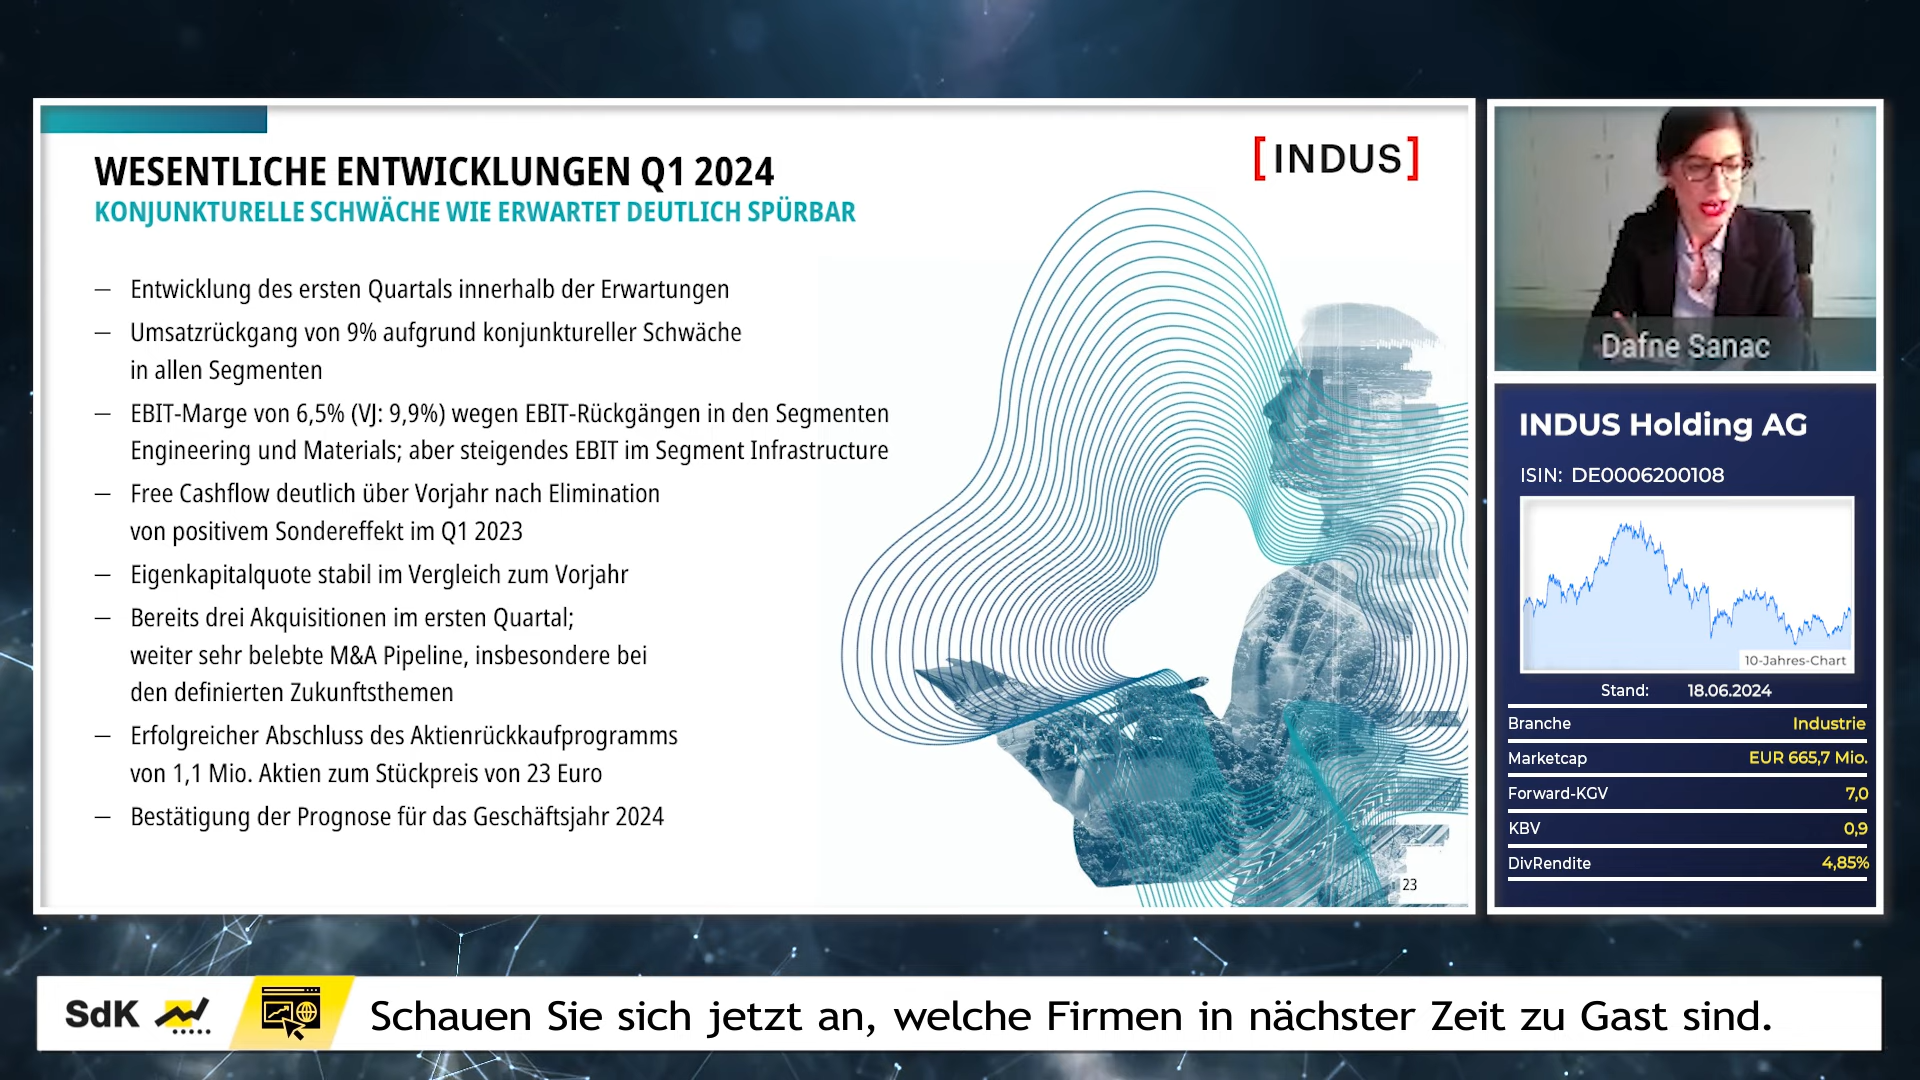 WESENTLICHE ENTWICKLUNGEN Q1 2024
KONJUNKTURELLE SCHWÄCHE WIE ERWARTET DEUTLICH SPÜRBAR
[INDUS]
— Entwicklung des ersten Quartals innerhalb der Erwartungen
— Umsatzrückgang von 9% aufgrund konjunktureller Schwäche
in allen Segmenten
— EBIT-Marge von 6,5% (VJ: 9,9%) wegen EBIT-Rückgängen in den Segmenten
Engineering und Materials; aber steigendes EBIT im Segment Infrastructure
— Free Cashflow deutlich über Vorjahr nach Elimination
von positivem Sondereffekt im Q1 2023
— Eigenkapitalquote stabil im Vergleich zum Vorjahr
— Bereits drei Akquisitionen im ersten Quartal;
weiter sehr belebte M&A Pipeline, insbesondere bei
den definierten Zukunftsthemen
— Erfolgreicher Abschluss des Aktienrückkaufprogramms
von 1,1 Mio. Aktien zum Stückpreis von 23 Euro
— Bestätigung der Prognose für das Geschäftsjahr 2024
23
Dafne Sanac
INDUS Holding AG
ISIN: DE0006200108
10-Jahres-Chart
Stand: 18.06.2024
Branche Industrie
Marketcap EUR 665,7 Mio.
Forward-KGV 7,0
KBV 0,9
DivRendite 4,85%
SdK
Schauen Sie sich jetzt an, welche Firmen in nächster Zeit zu Gast sind.